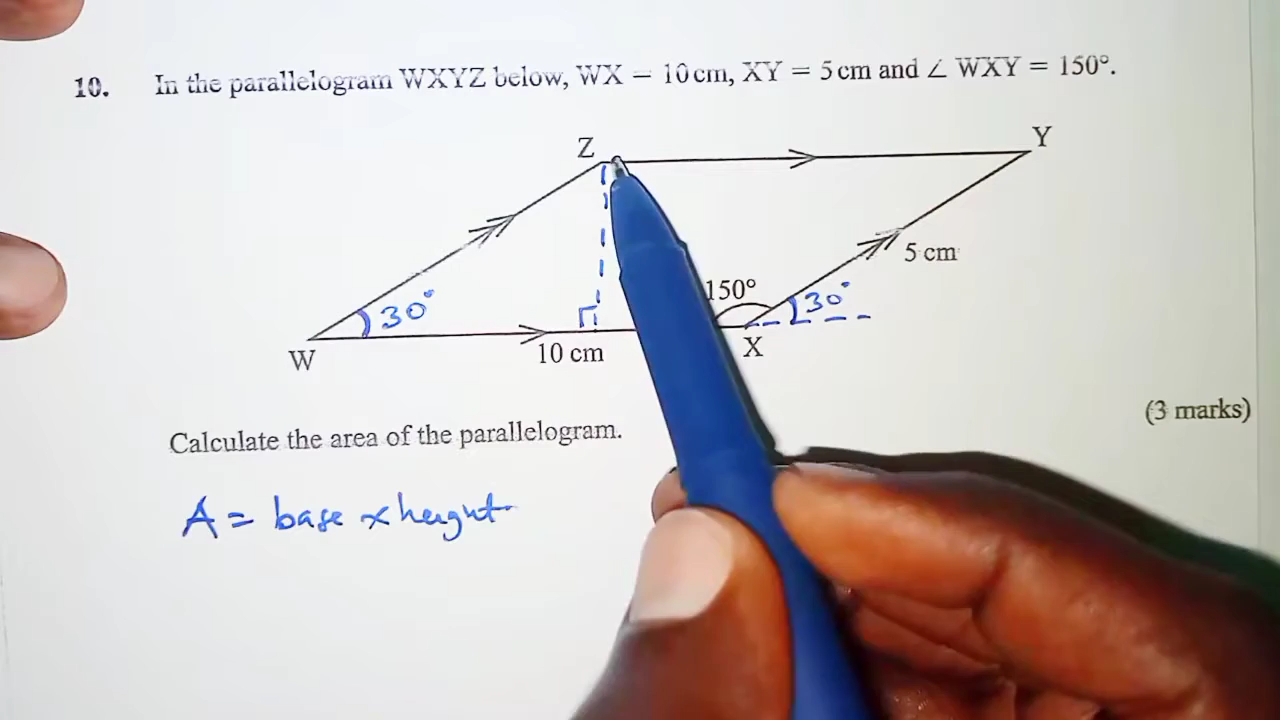 10. In the parallelogram WXYZ below, WX = 10 cm, XY = 5 cm and ∠ WXY = 150°.
Z
Y
5 cm
150°
30°
30°
W
10 cm
X
(3 marks)
Calculate the area of the parallelogram.
A = base × height